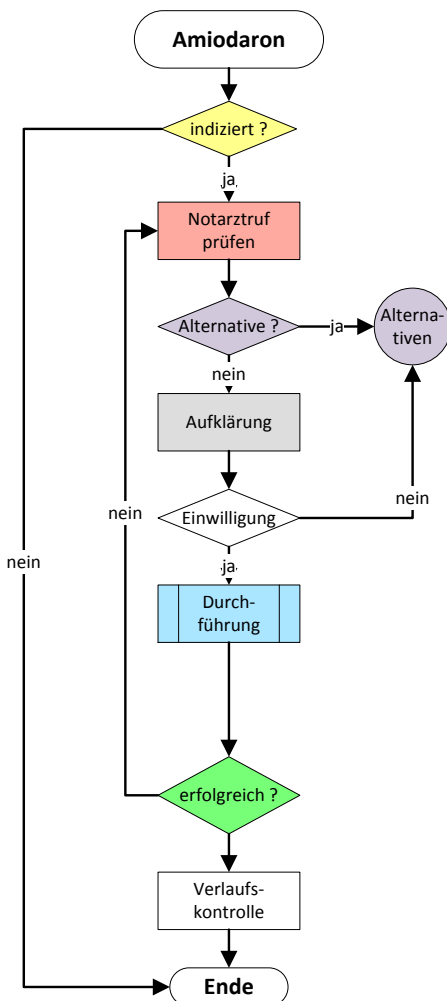 Amiodaron
indiziert ?
ja
Notarztruf
prüfen
Alternative ?
ja
Alterna-
tiven
nein
Aufklärung
Einwilligung
nein
nein
ja
nein
Durch-
führung
erfolgreich ?
Verlaufs-
kontrolle
Ende